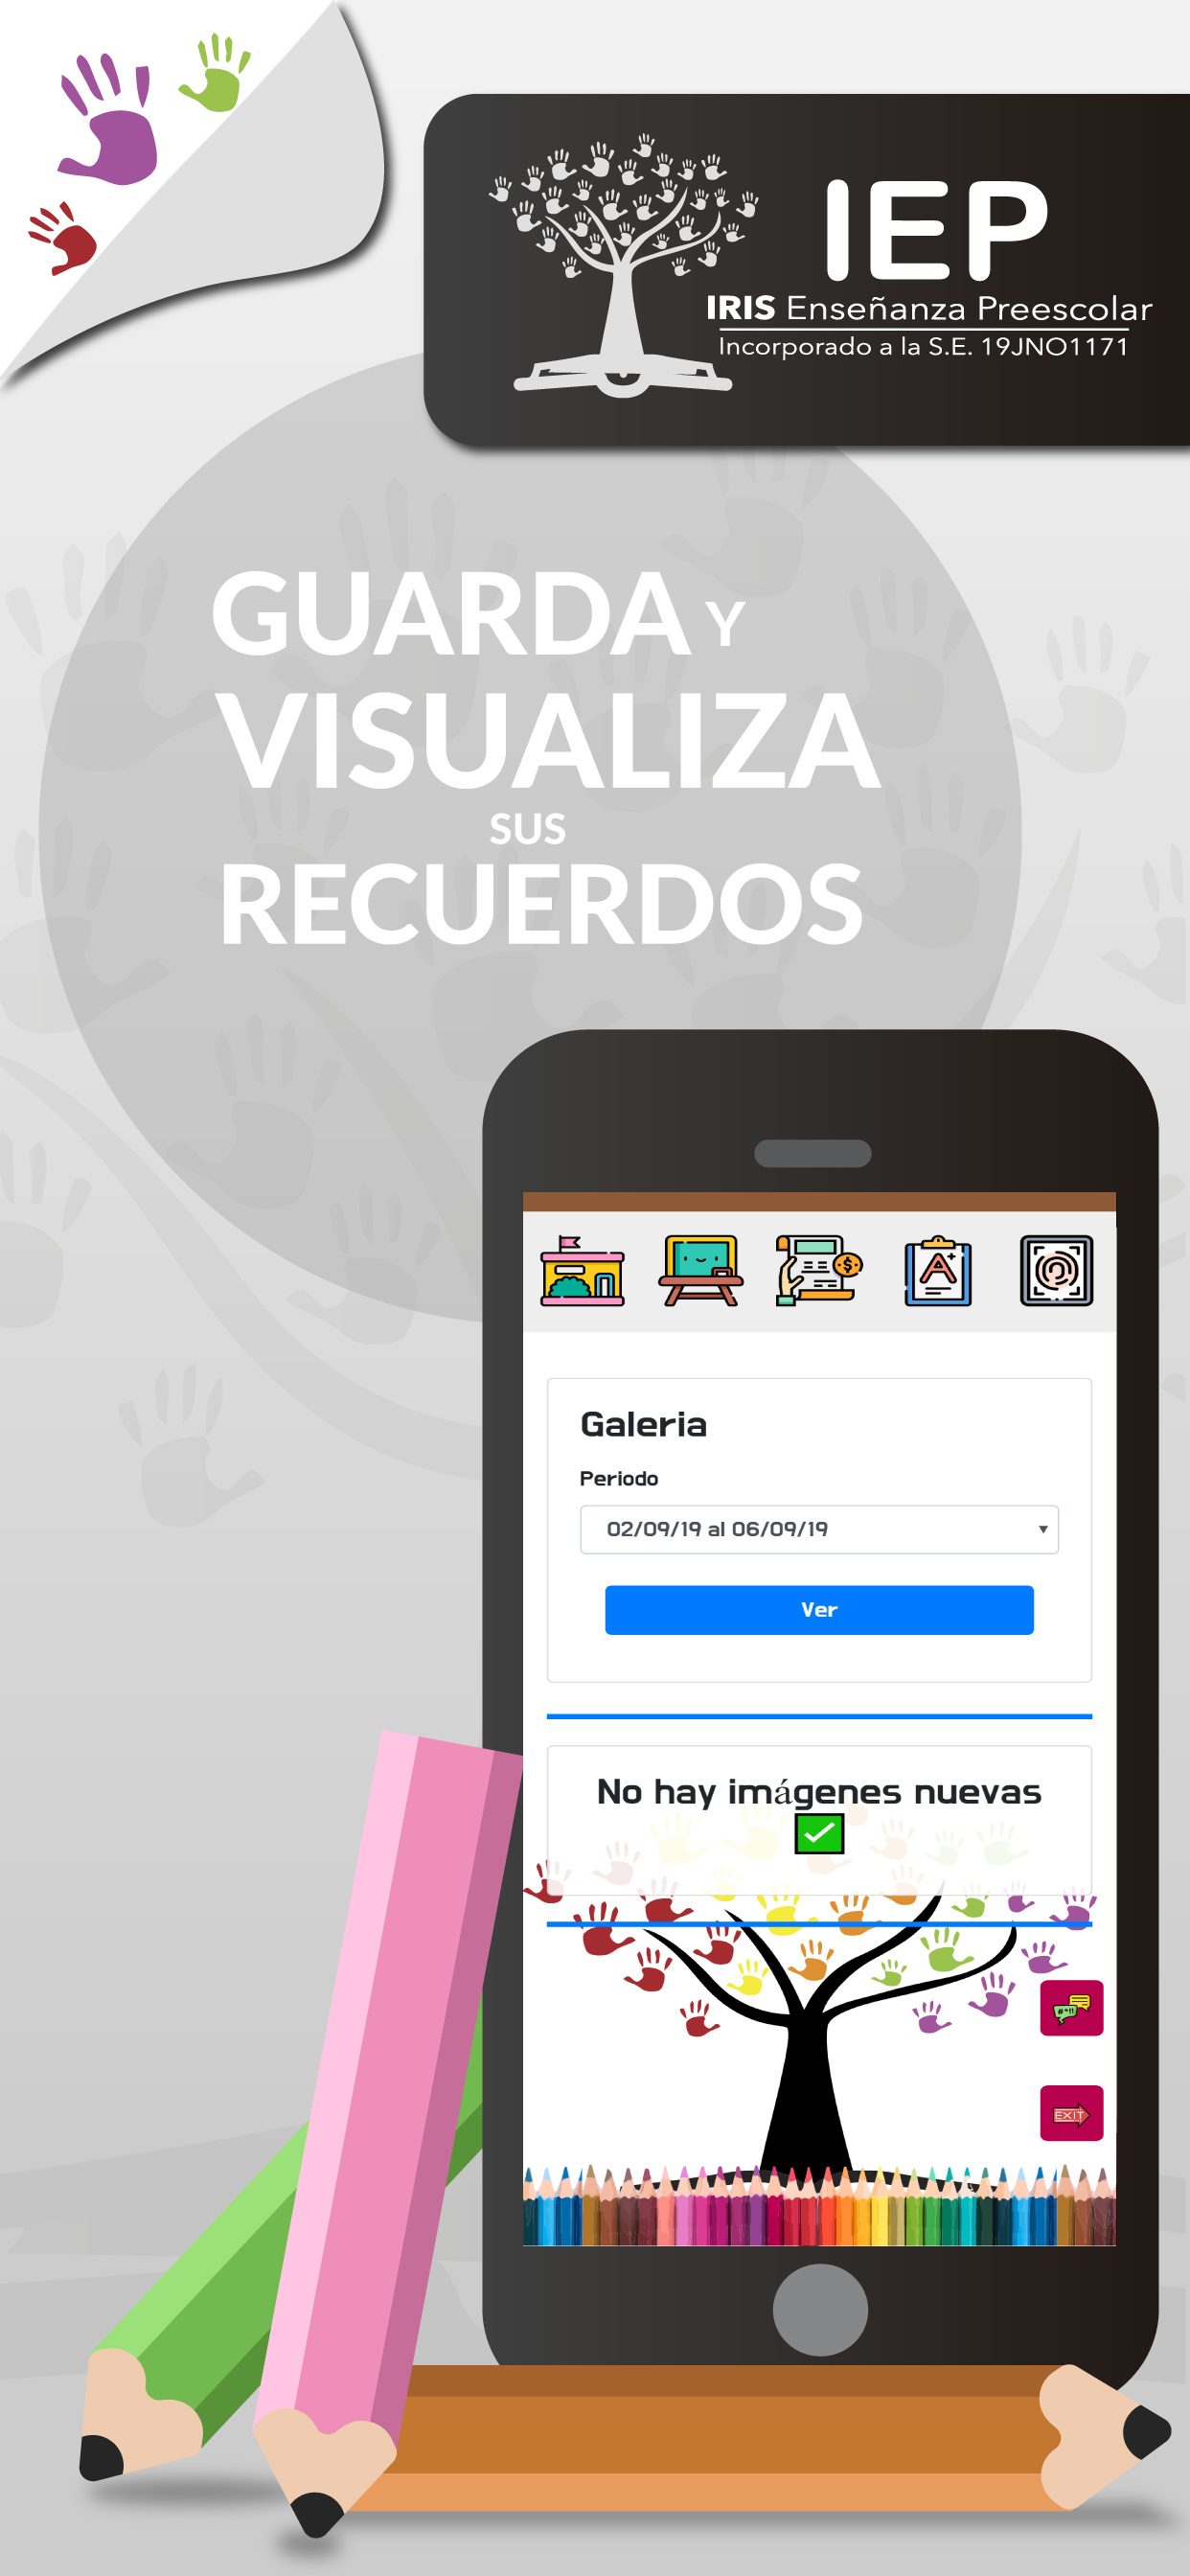 IEP
IRIS Enseñanza Preescolar
Incorporado a la S.E. 19JNO1171
GUARDA Y
VISUALIZA
SUS
RECUERDOS
Galeria
Periodo
02/09/19 al 06/09/19
Ver
No hay imágenes nuevas
#*!!
EXIT